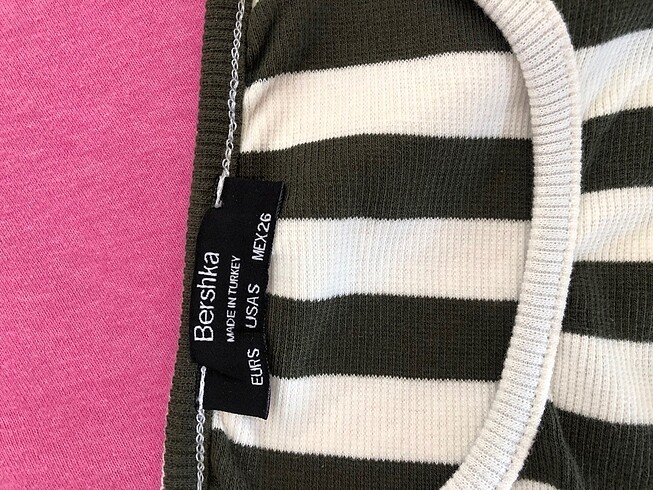 Bershka
MADE IN TURKEY
EUR S USA S MEX 26